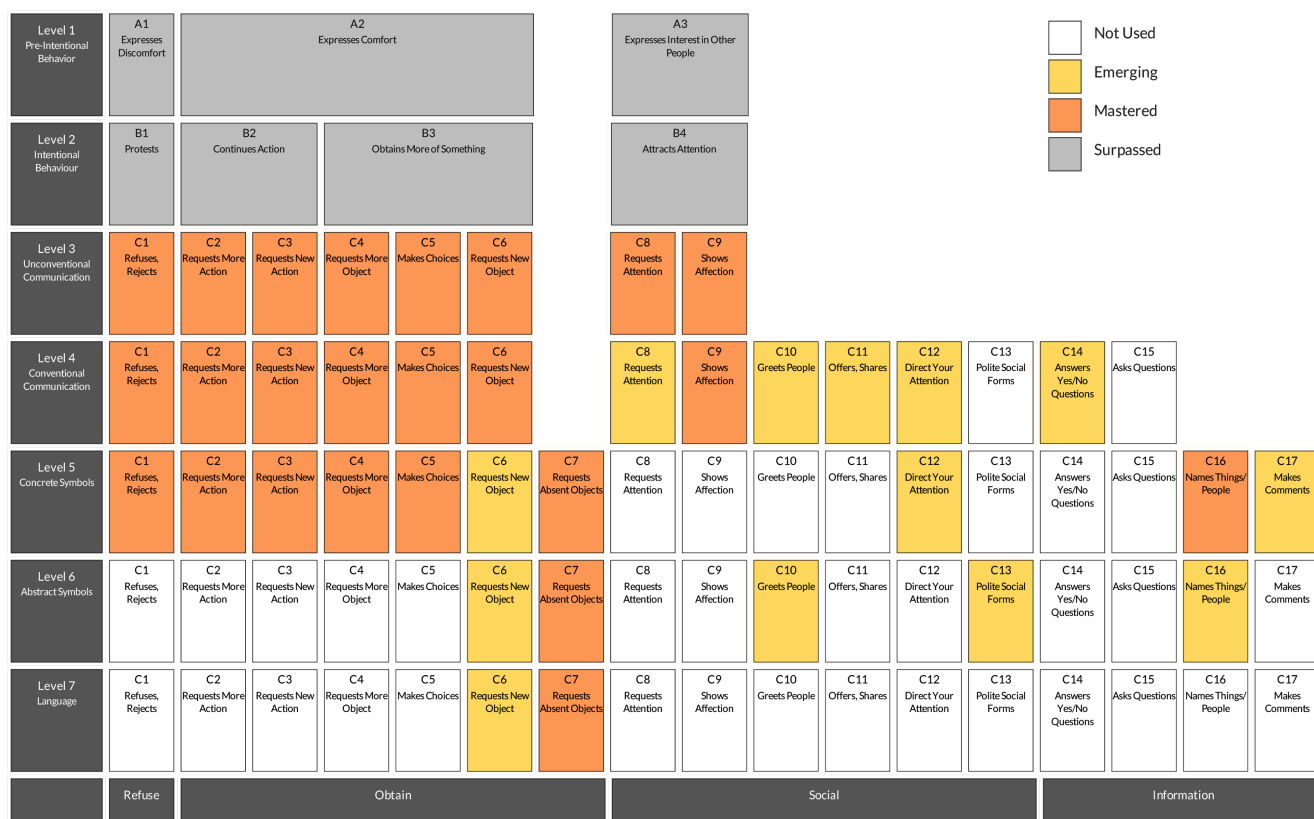 Level 1
Pre-Intentional
Behavior
A1
Expresses
Discomfort
A2
Expresses Comfort
A3
Expresses Interest in Other
People
Not Used
Emerging
Mastered
Surpassed
Level 2
Intentional
Behaviour
B1
Protests
B2
Continues Action
B3
Obtains More of Something
B4
Attracts Attention
Level 3
Unconventional
Communication
C1
Refuses,
Rejects
C2
Requests More
Action
C3
Requests New
Action
C4
Requests More
Object
C5
Makes Choices
C6
Requests New
Object
C8
Requests
Attention
C9
Shows
Affection
Level 4
Conventional
Communication
C1
Refuses,
Rejects
C2
Requests More
Action
C3
Requests New
Action
C4
Requests More
Object
C5
Makes Choices
C6
Requests New
Object
C8
Requests
Attention
C9
Shows
Affection
C10
Greets People
C11
Offers, Shares
C12
Direct Your
Attention
C13
Polite Social
Forms
C14
Answers
Yes/No
Questions
C15
Asks Questions
Level 5
Concrete Symbols
C1
Refuses,
Rejects
C2
Requests More
Action
C3
Requests New
Action
C4
Requests More
Object
C5
Makes Choices
C6
Requests New
Object
C7
Requests
Absent Objects
C8
Requests
Attention
C9
Shows
Affection
C10
Greets People
C11
Offers, Shares
C12
Direct Your
Attention
C13
Polite Social
Forms
C14
Answers
Yes/No
Questions
C15
Asks Questions
C16
Names Things/
People
C17
Makes
Comments
Level 6
Abstract Symbols
C1
Refuses,
Rejects
C2
Requests More
Action
C3
Requests New
Action
C4
Requests More
Object
C5
Makes Choices
C6
Requests New
Object
C7
Requests
Absent Objects
C8
Requests
Attention
C9
Shows
Affection
C10
Greets People
C11
Offers, Shares
C12
Direct Your
Attention
C13
Polite Social
Forms
C14
Answers
Yes/No
Questions
C15
Asks Questions
C16
Names Things/
People
C17
Makes
Comments
Level 7
Language
C1
Refuses,
Rejects
C2
Requests More
Action
C3
Requests New
Action
C4
Requests More
Object
C5
Makes Choices
C6
Requests New
Object
C7
Requests
Absent Objects
C8
Requests
Attention
C9
Shows
Affection
C10
Greets People
C11
Offers, Shares
C12
Direct Your
Attention
C13
Polite Social
Forms
C14
Answers
Yes/No
Questions
C15
Asks Questions
C16
Names Things/
People
C17
Makes
Comments
Refuse
Obtain
Social
Information